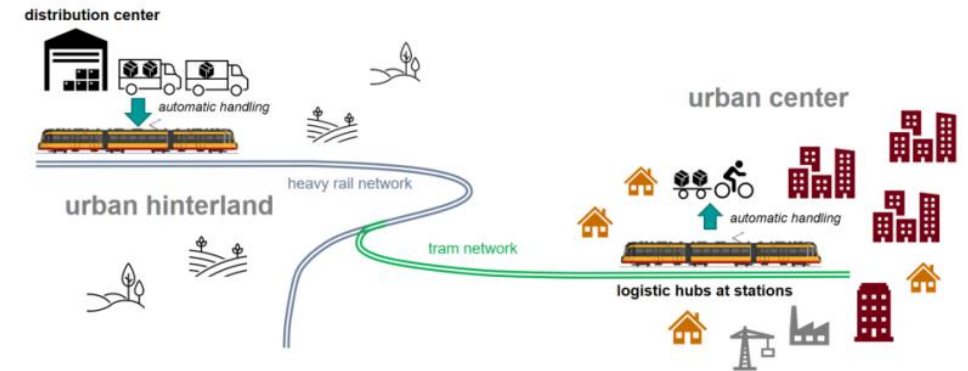 distribution center
automatic handling
urban center
heavy rail network
urban hinterland
automatic handling
tram network
logistic hubs at stations